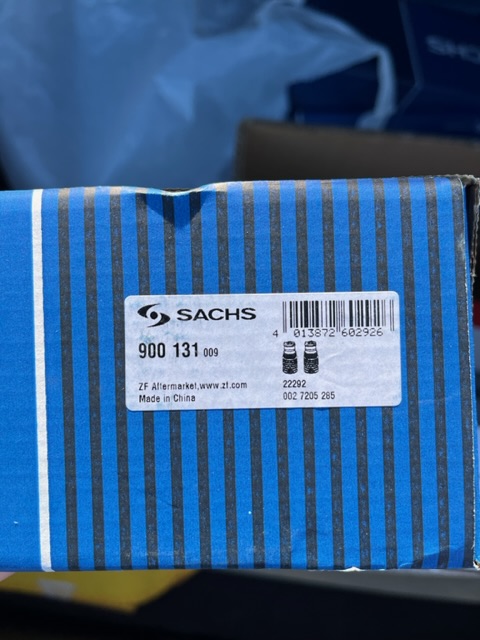 SACHS
900 131 009
ZF Aftermarket,www.zf.com
Made in China
4 013872 602926
22292
002 7205 285